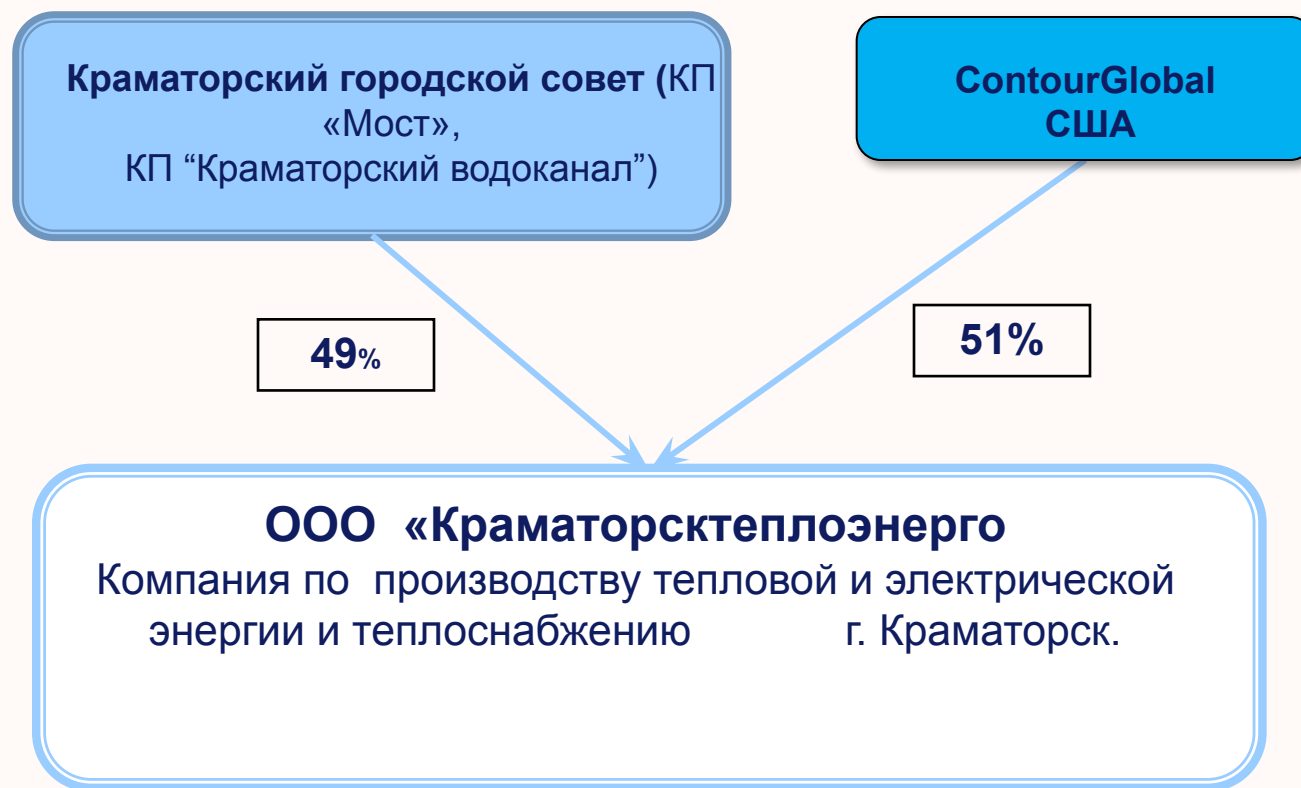 Краматорский городской совет (КП
«Мост»,
КП “Краматорский водоканал”)
ContourGlobal
США
49%
51%
ООО «Краматорсктеплоэнерго
Компания по производству тепловой и электрической
энергии и теплоснабжению г. Краматорск.